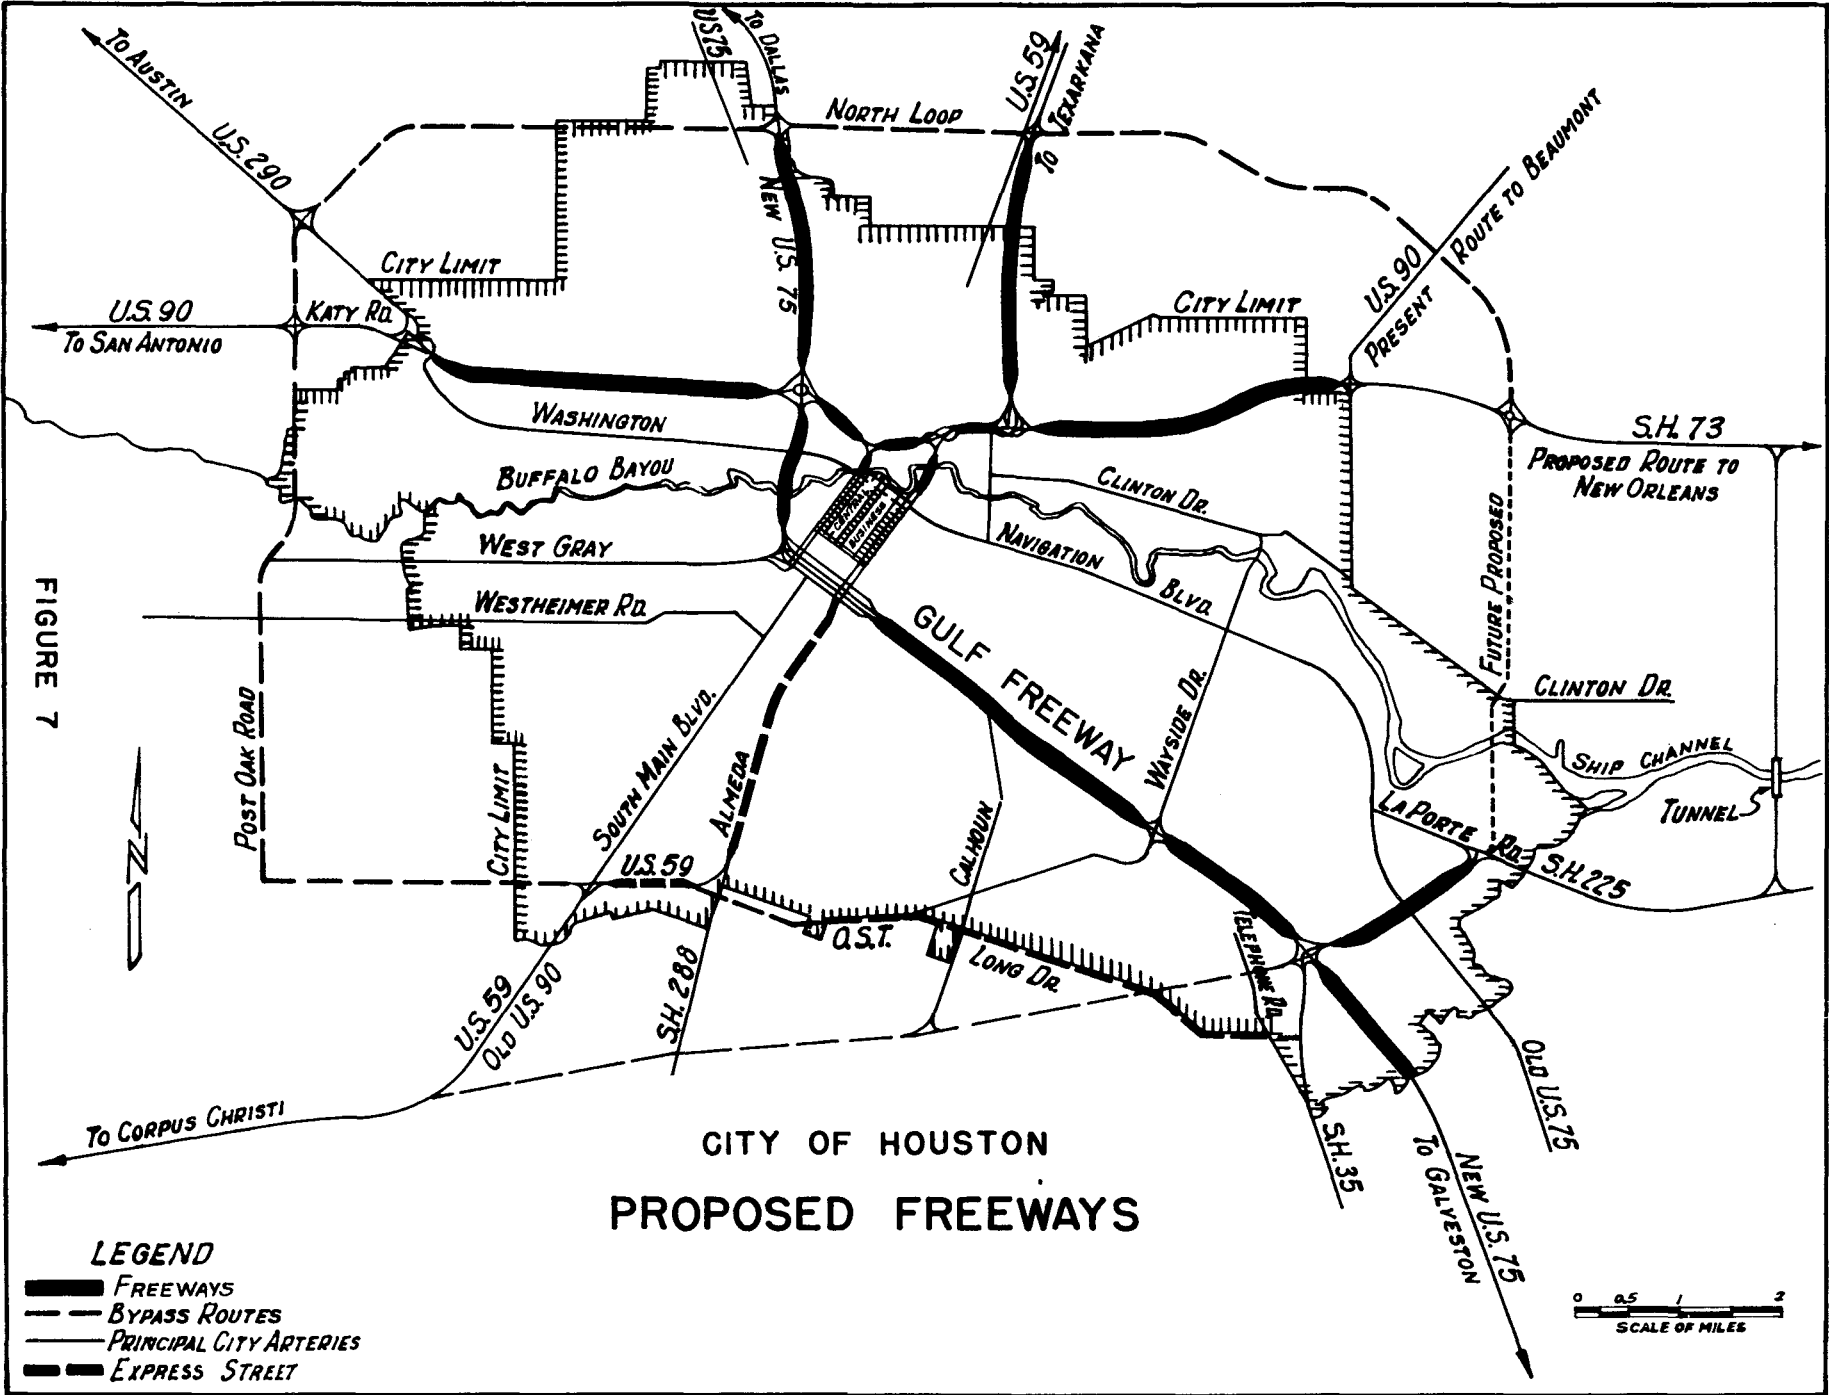 TO AUSTIN
U.S. 290
US 75
TO DALLAS
NORTH LOOP
U.S. 59
TO TEXARKANA
NEW U.S. 75
U.S. 90
PRESENT ROUTE TO BEAUMONT
CITY LIMIT
CITY LIMIT
U.S. 90
TO SAN ANTONIO
KATY RD.
WASHINGTON
BUFFALO BAYOU
CENTRAL
BUSINESS
S.H. 73
PROPOSED ROUTE TO
NEW ORLEANS
CLINTON DR.
NAVIGATION BLVD.
WEST GRAY
WESTHEIMER RD.
FUTURE PROPOSED
GULF FREEWAY
WAYSIDE DR.
CLINTON DR.
SHIP CHANNEL
TUNNEL
FIGURE 7
POST OAK ROAD
CITY LIMIT
SOUTH MAIN BLVD.
ALMEDA
CALHOUN
LA PORTE RD.
S.H. 225
N
U.S. 59
O.S.T.
LONG DR.
TELEPHONE RD.
U.S. 59
OLD U.S. 90
S.H. 288
OLD U.S. 75
TO CORPUS CHRISTI
S.H. 35
NEW U.S. 75
TO GALVESTON
CITY OF HOUSTON
PROPOSED FREEWAYS
LEGEND
FREEWAYS
BYPASS ROUTES
PRINCIPAL CITY ARTERIES
EXPRESS STREET
0 0.5 1 2
SCALE OF MILES